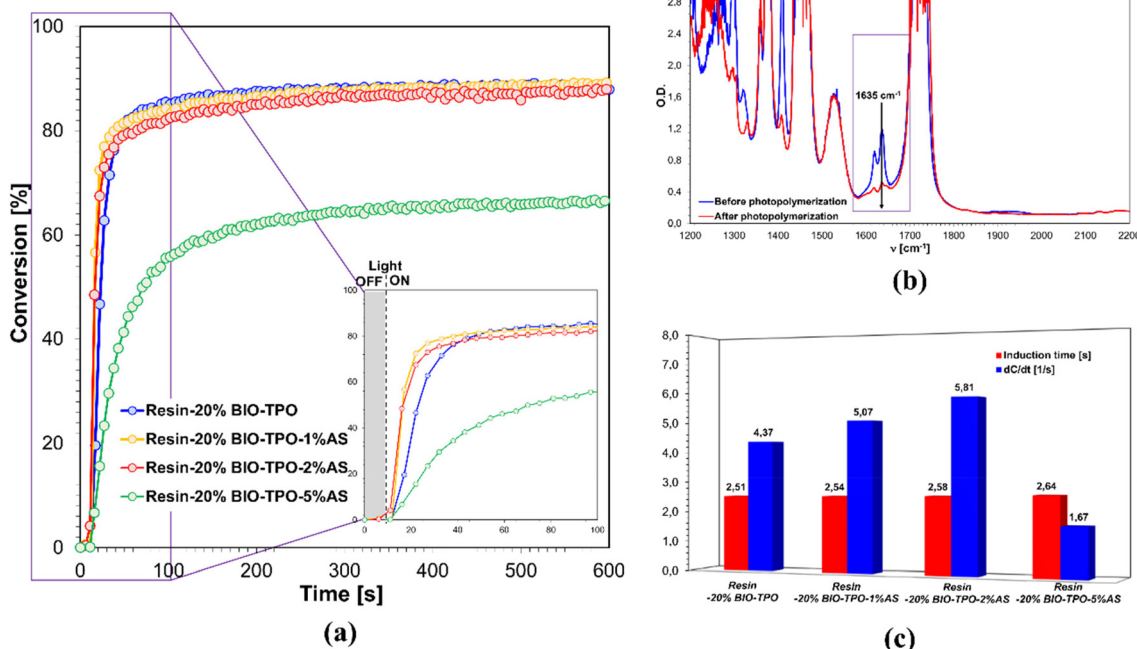 100
80
60
40
20
0
Conversion [%]
0 100 200 300 400 500 600
Time [s]
Resin-20% BIO-TPO
Resin-20% BIO-TPO-1%AS
Resin-20% BIO-TPO-2%AS
Resin-20% BIO-TPO-5%AS
Light
OFF ON
100
80
60
40
20
0
0 20 40 60 80 100
(a)
2,8
2,4
2,0
1,6
1,2
0,8
0,4
0,0
O.D.
1635 cm-1
Before photopolymerization
After photopolymerization
1200 1300 1400 1500 1600 1700 1800 1900 2000 2100 2200
ν [cm-1]
(b)
8,0
7,0
6,0
5,0
4,0
3,0
2,0
1,0
0,0
Induction time [s]
dC/dt [1/s]
2,51 4,37 2,54 5,07 2,58 5,81 2,64 1,67
Resin Resin Resin Resin
-20% BIO-TPO -20% BIO-TPO-1%AS -20% BIO-TPO-2%AS -20% BIO-TPO-5%AS
(c)